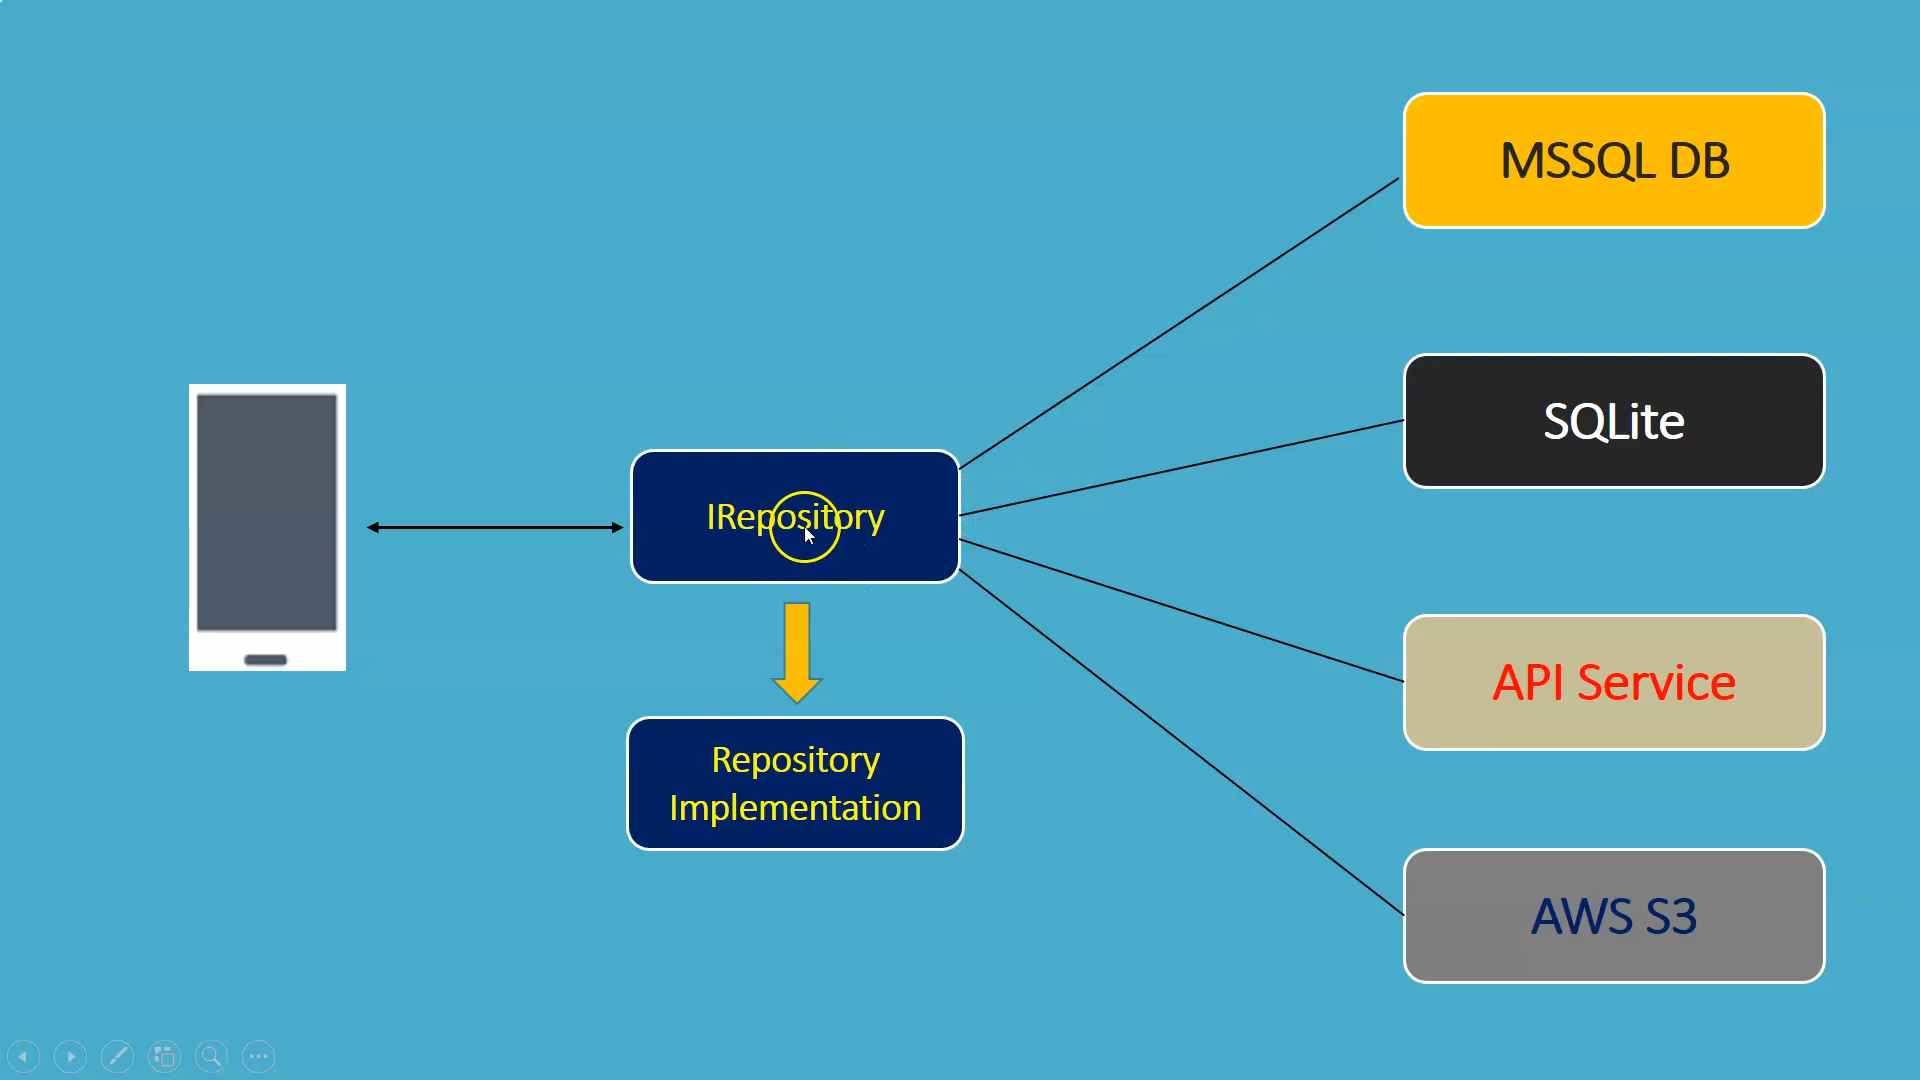 MSSQL DB
SQLite
IRepository
API Service
Repository
Implementation
AWS S3